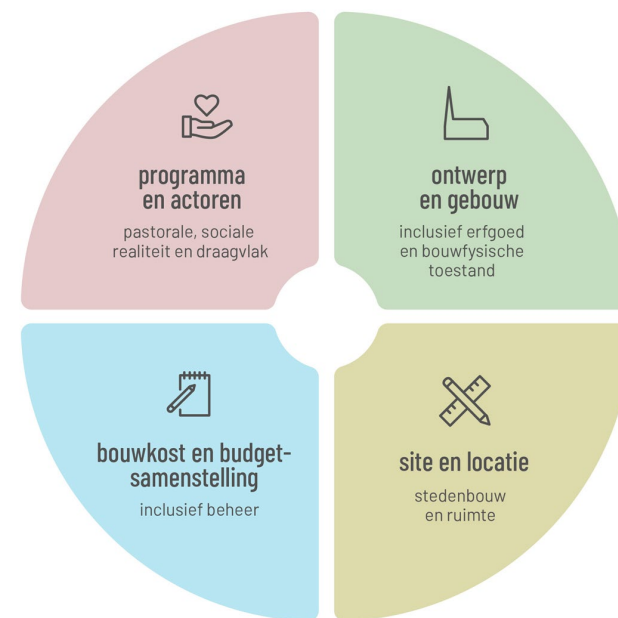 programma
en actoren
pastorale, sociale
realiteit en draagvlak
ontwerp
en gebouw
inclusief erfgoed
en bouwfysische
toestand
bouwkost en budget-
samenstelling
inclusief beheer
site en locatie
stedenbouw
en ruimte